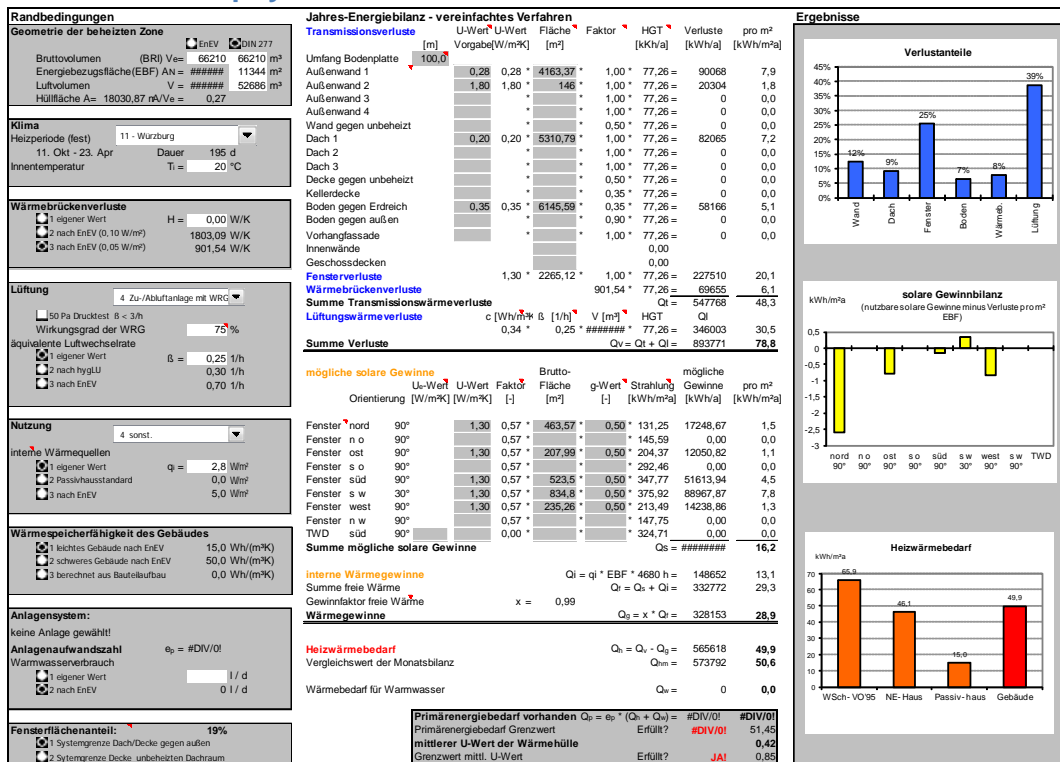 Randbedingungen
Geometrie der beheizten Zone
EnEV DIN 277
Bruttovolumen (BRI) Ve= 66210 66210 m³
Energiebezugsfläche(EBF) AN = ###### 11344 m²
Luftvolumen V = ###### 52686 m³
Hüllfläche A= 18030,87 m²A/Ve = 0,27
Klima
Heizperiode (fest) 11 - Würzburg
11. Okt - 23. Apr Dauer 195 d
Innentemperatur Ti = 20 °C
Wärmebrückenverluste
1 eigener Wert H = 0,00 W/K
2 nach EnEV (0,10 W/m²) 1803,09 W/K
3 nach EnEV (0,05 W/m²) 901,54 W/K
Lüftung
4 Zu-/Abluftanlage mit WRG
50 Pa Drucktest ß < 3/h
Wirkungsgrad der WRG 75 %
äquivalente Luftwechselrate
1 eigener Wert ß = 0,25 1/h
2 nach hygLU 0,30 1/h
3 nach EnEV 0,70 1/h
Nutzung
4 sonst.
interne Wärmequellen
1 eigener Wert qi = 2,8 W/m²
2 Passivhausstandard 0,0 W/m²
3 nach EnEV 5,0 W/m²
Wärmespeicherfähigkeit des Gebäudes
1 leichtes Gebäude nach EnEV 15,0 Wh/(m³K)
2 schweres Gebäude nach EnEV 50,0 Wh/(m³K)
3 berechnet aus Bauteilaufbau 0,0 Wh/(m³K)
Anlagensystem:
keine Anlage gewählt!
Anlagenaufwandszahl ep = #DIV/0!
Warmwasserverbrauch
1 eigener Wert l / d
2 nach EnEV 0 l / d
Fensterflächenanteil: 19%
1 Systemgrenze Dach/Decke gegen außen
2 Sytemgrenze Decke unbeheizten Dachraum
Jahres-Energiebilanz - vereinfachtes Verfahren
Transmissionsverluste U-Wert U-Wert Fläche Faktor HGT Verluste pro m²
[m] Vorgabe [W/m²K] [m²] [kKh/a] [kWh/a] [kWh/m²a]
Umfang Bodenplatte 100,0
Außenwand 1 0,28 0,28 * 4163,37 * 1,00 * 77,26 = 90068 7,9
Außenwand 2 1,80 1,80 * 146 * 1,00 * 77,26 = 20304 1,8
Außenwand 3 * * 1,00 * 77,26 = 0 0,0
Außenwand 4 * * 1,00 * 77,26 = 0 0,0
Wand gegen unbeheizt * * 0,50 * 77,26 = 0 0,0
Dach 1 0,20 0,20 * 5310,79 * 1,00 * 77,26 = 82065 7,2
Dach 2 * * 1,00 * 77,26 = 0 0,0
Dach 3 * * 1,00 * 77,26 = 0 0,0
Decke gegen unbeheizt * * 0,50 * 77,26 = 0 0,0
Kellerdecke * * 0,35 * 77,26 = 0 0,0
Boden gegen Erdreich 0,35 0,35 * 6145,59 * 0,35 * 77,26 = 58166 5,1
Boden gegen außen * * 0,90 * 77,26 = 0 0,0
Vorhangfassade * * 1,00 * 77,26 = 0 0,0
Innenwände 0,00
Geschossdecken 0,00
Fensterverluste 1,30 * 2265,12 * 1,00 * 77,26 = 227510 20,1
Wärmebrückenverluste 901,54 * 77,26 = 69655 6,1
Summe Transmissionswärmeverluste Qt = 547768 48,3
Lüftungswärmeverluste c [Wh/m³K ß [1/h] V [m³] HGT Ql
0,34 * 0,25 * ####### * 77,26 = 346003 30,5
Summe Verluste Qv = Qt + Ql = 893771 78,8
mögliche solare Gewinne Brutto- mögliche
Ue-Wert U-Wert Faktor Fläche g-Wert Strahlung Gewinne pro m²
Orientierung [W/m²K] [W/m²K] [-] [m²] [-] [kWh/m²a] [kWh/a] [kWh/m²a]
Fenster nord 90° 1,30 0,57 * 463,57 * 0,50 * 131,25 17248,67 1,5
Fenster n o 90° 0,57 * * 145,59 0,00 0,0
Fenster ost 90° 1,30 0,57 * 207,99 * 0,50 * 204,37 12050,82 1,1
Fenster s o 90° 0,57 * * 292,46 0,00 0,0
Fenster süd 90° 1,30 0,57 * 523,5 * 0,50 * 347,77 51613,94 4,5
Fenster s w 30° 1,30 0,57 * 834,8 * 0,50 * 375,92 88967,87 7,8
Fenster west 90° 1,30 0,57 * 235,26 * 0,50 * 213,49 14238,86 1,3
Fenster n w 90° 0,57 * * 147,75 0,00 0,0
TWD süd 90° 0,00 * * 324,71 0,00 0,0
Summe mögliche solare Gewinne Qs = ######## 16,2
interne Wärmegewinne Qi = qi * EBF * 4680 h = 148652 13,1
Summe freie Wärme Qf = Qs + Qi = 332772 29,3
Gewinnfaktor freie Wärme x = 0,99
Wärmegewinne Qg = x * Qf = 328153 28,9
Heizwärmebedarf Qh = Qv - Qg = 565618 49,9
Vergleichswert der Monatsbilanz Qhm = 573792 50,6
Wärmebedarf für Warmwasser Qw = 0 0,0
Primärenergiebedarf vorhanden Qp = ep * (Qh + Qw) = #DIV/0! #DIV/0!
Primärenergiebedarf Grenzwert Erfüllt? #DIV/0! 51,45
mittlerer U-Wert der Wärmehülle 0,42
Grenzwert mittl. U-Wert Erfüllt? JA! 0,85
Ergebnisse
Verlustanteile
45%
40%
35%
30%
25%
20%
15%
10%
5%
0%
12% 9% 25% 7% 8% 39%
Wand Dach Fenster Boden Wärmeb. Lüftung
solare Gewinnbilanz
kWh/m²a (nutzbare solare Gewinne minus Verluste pro m² EBF)
0,5
0
-0,5
-1
-1,5
-2
-2,5
-3
nord n o ost s o süd s w west s w TWD
90° 90° 90° 90° 90° 30° 90° 90°
Heizwärmebedarf
kWh/m²a
70
60
50
40
30
20
10
0
65,9 46,1 15,0 49,9
WSch-VO'95 NE-Haus Passiv-haus Gebäude